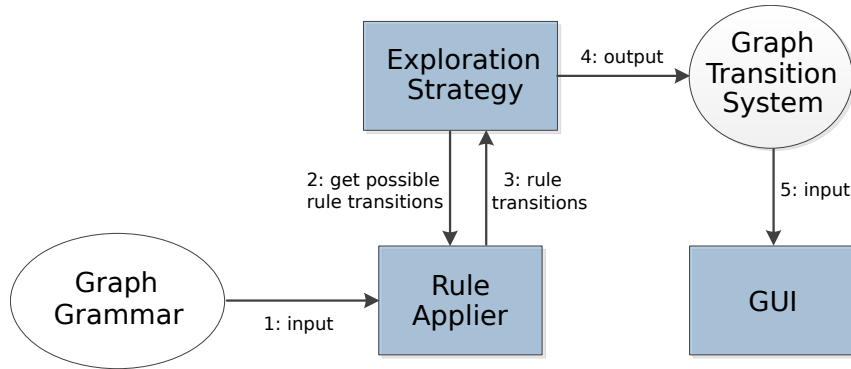 Exploration
Strategy
4: output
Graph
Transition
System
2: get possible
rule transitions
3: rule
transitions
5: input
Graph
Grammar
1: input
Rule
Applier
GUI